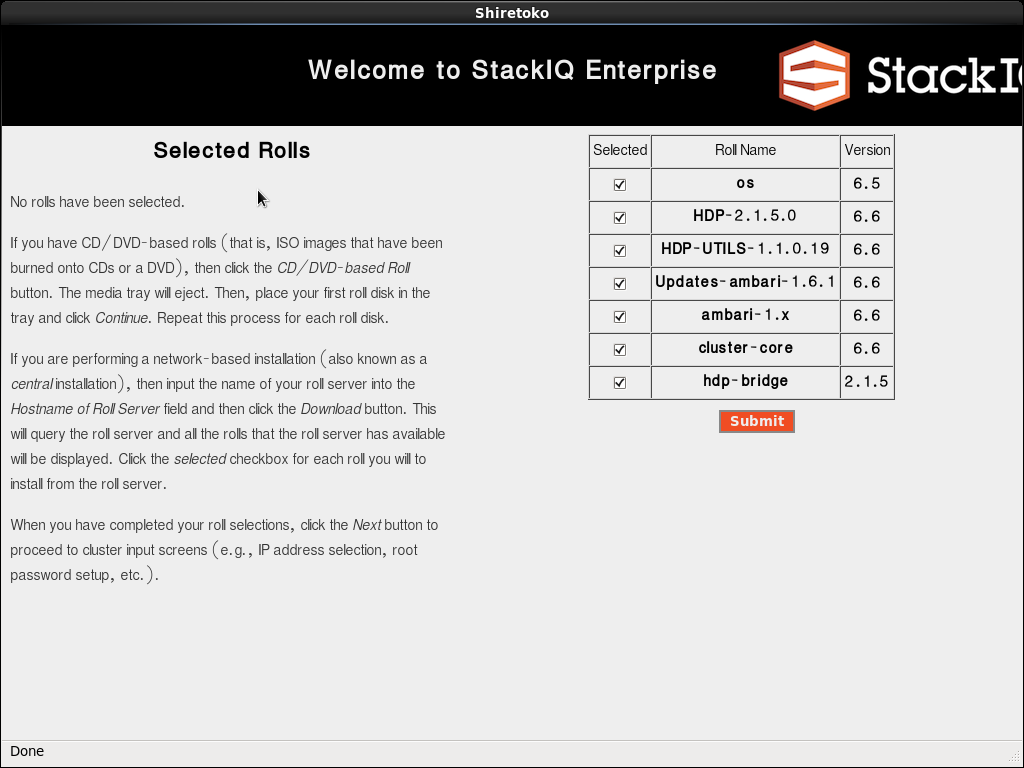 Shiretoko
Welcome to StackIQ Enterprise
StackI
Selected Rolls
No rolls have been selected.
If you have CD/DVD-based rolls (that is, ISO images that have been
burned onto CDs or a DVD), then click the CD/DVD-based Roll
button. The media tray will eject. Then, place your first roll disk in the
tray and click Continue. Repeat this process for each roll disk.
If you are performing a network-based installation (also known as a
central installation), then input the name of your roll server into the
Hostname of Roll Server field and then click the Download button. This
will query the roll server and all the rolls that the roll server has available
will be displayed. Click the selected checkbox for each roll you will to
install from the roll server.
When you have completed your roll selections, click the Next button to
proceed to cluster input screens (e.g., IP address selection, root
password setup, etc.).
Selected Roll Name Version
os 6.5
HDP-2.1.5.0 6.6
HDP-UTILS-1.1.0.19 6.6
Updates-ambari-1.6.1 6.6
ambari-1.x 6.6
cluster-core 6.6
hdp-bridge 2.1.5
Submit
Done